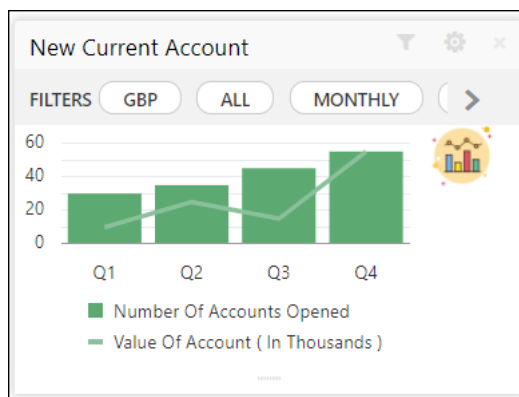 New Current Account
FILTERS GBP ALL MONTHLY
60
40
20
0
Q1 Q2 Q3 Q4
Number Of Accounts Opened
Value Of Account ( In Thousands )